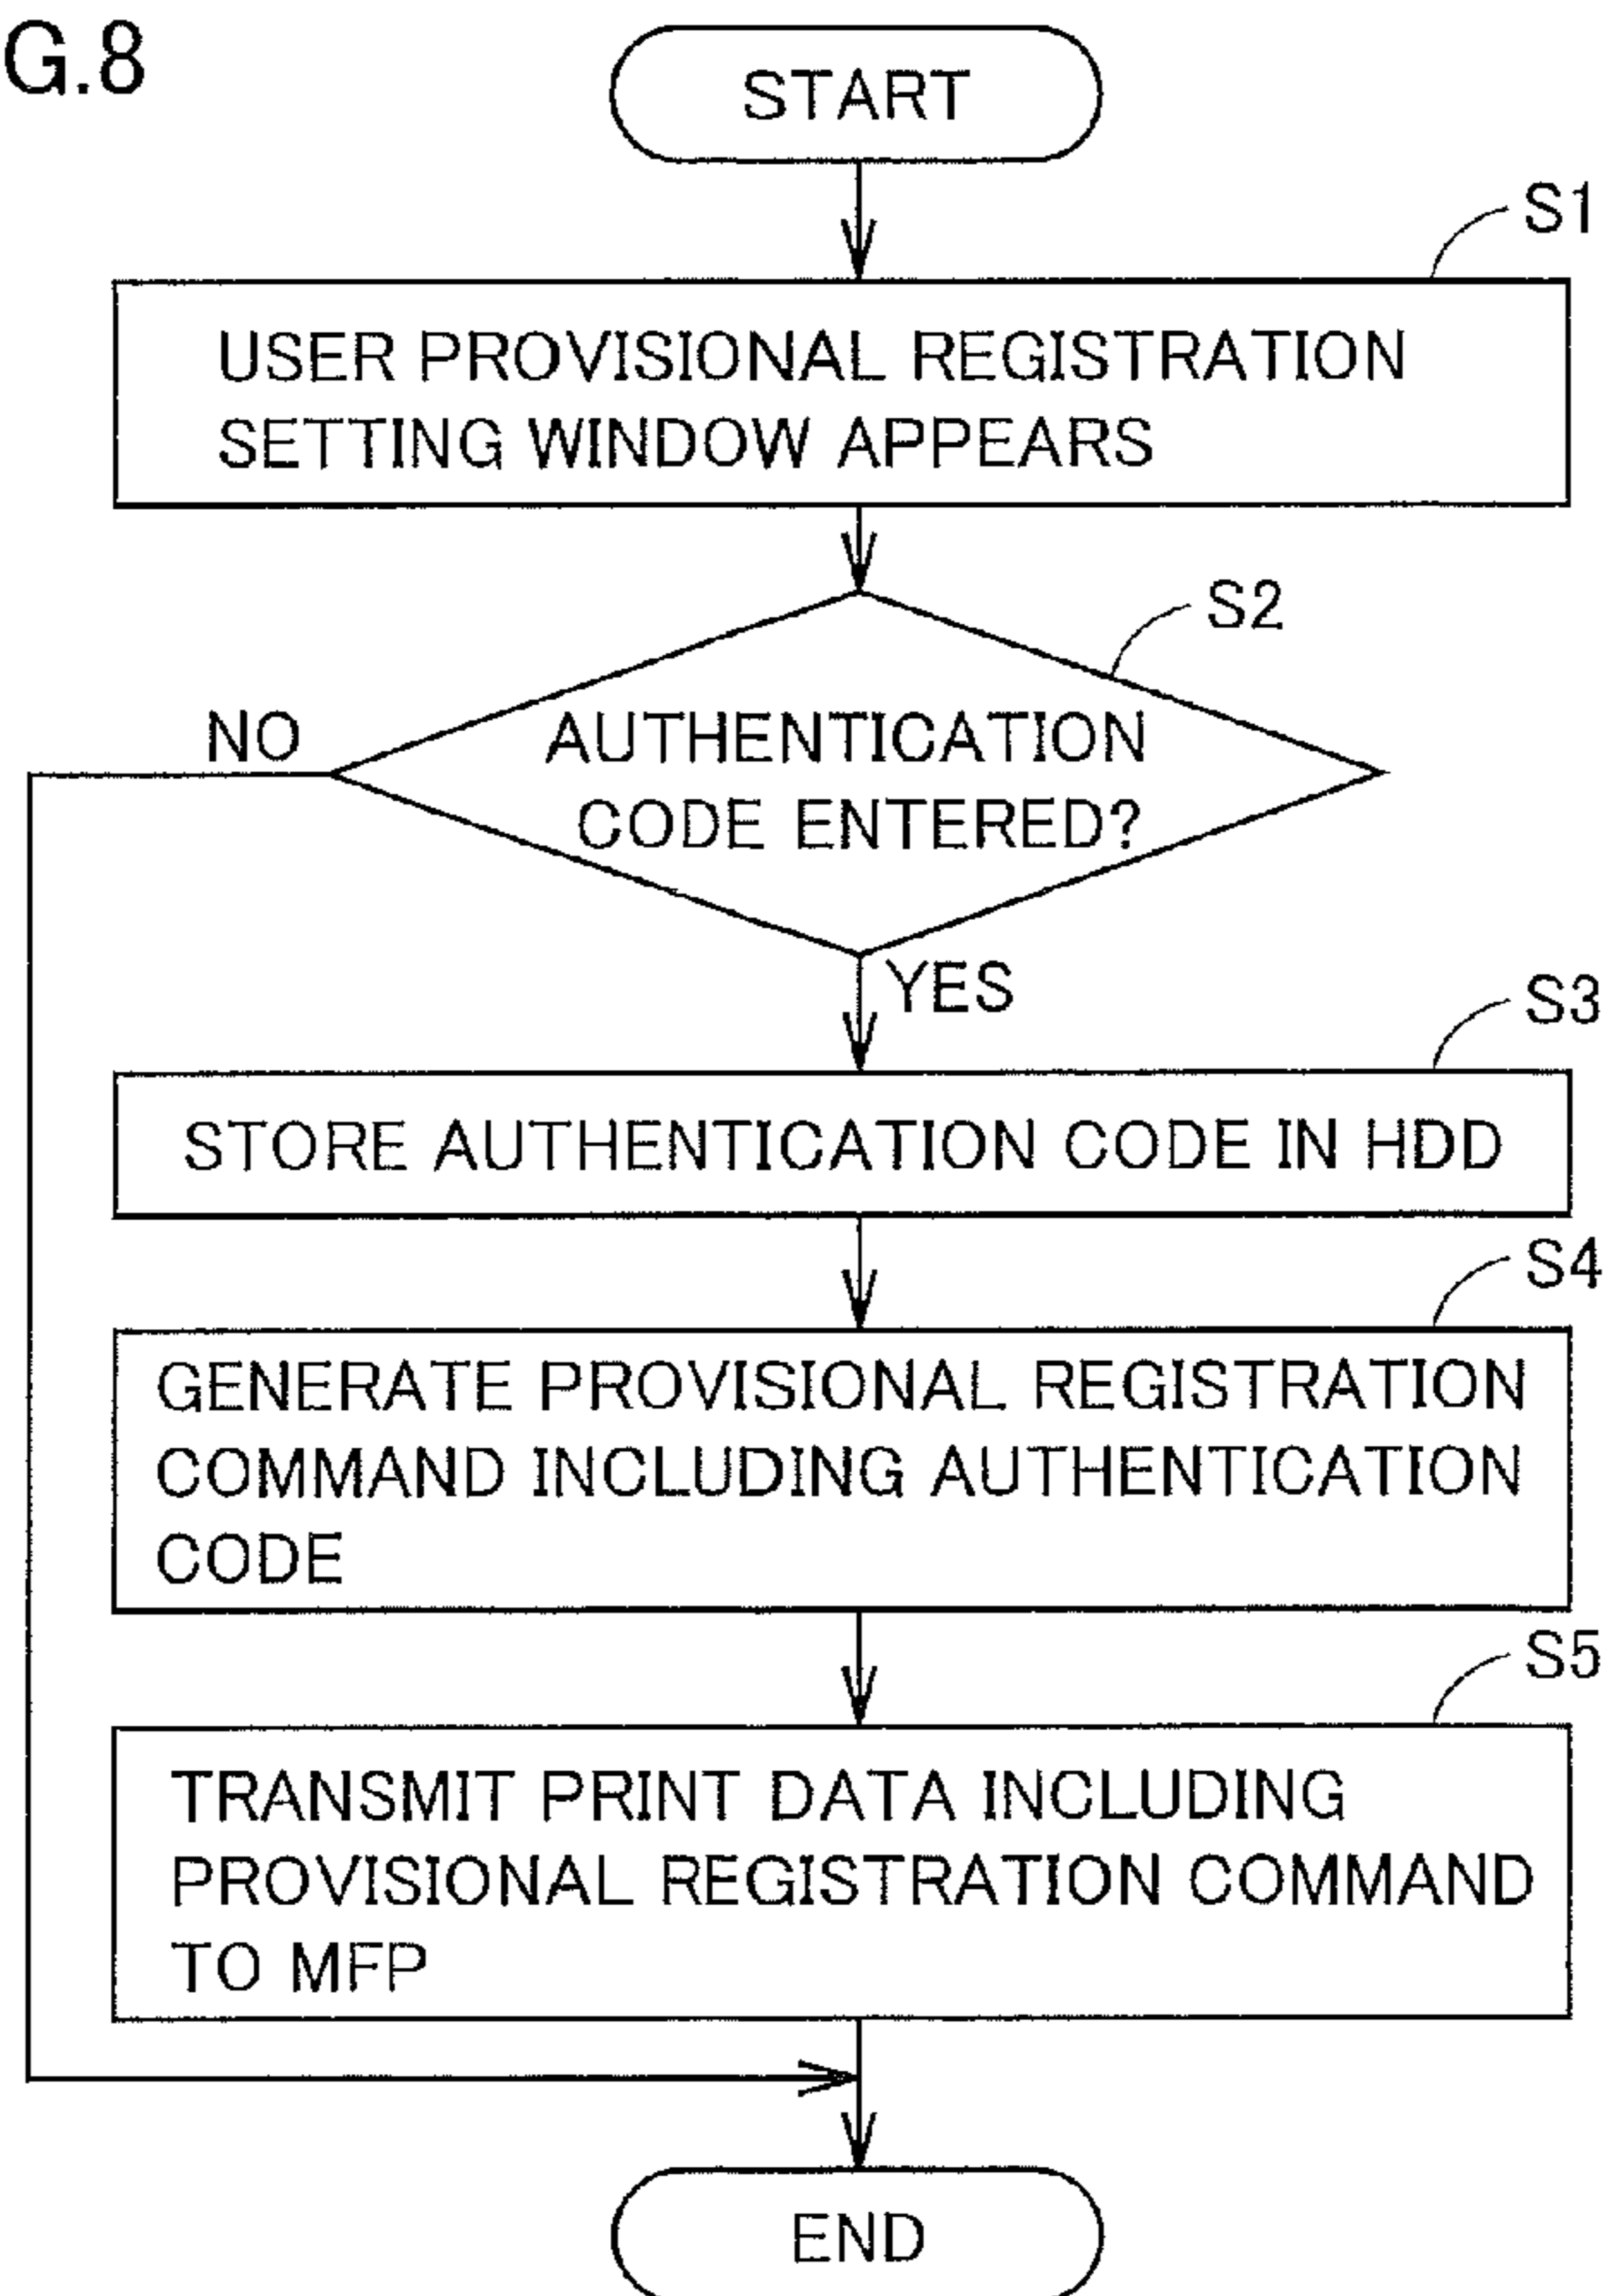 G.8
START
S1
USER PROVISIONAL REGISTRATION
SETTING WINDOW APPEARS
S2
NO
AUTHENTICATION
CODE ENTERED?
YES
S3
STORE AUTHENTICATION CODE IN HDD
S4
GENERATE PROVISIONAL REGISTRATION
COMMAND INCLUDING AUTHENTICATION
CODE
S5
TRANSMIT PRINT DATA INCLUDING
PROVISIONAL REGISTRATION COMMAND
TO MFP
END